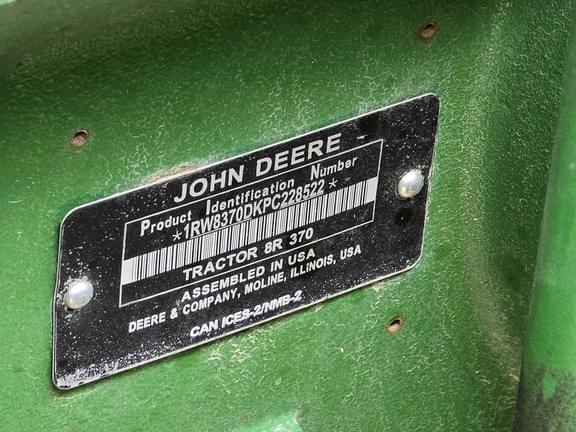 JOHN DEERE
Product Identification Number
*1RW8370DKPC228522*
TRACTOR 8R 370
ASSEMBLED IN USA
DEERE & COMPANY, MOLINE, ILLINOIS, USA
CAN ICES-2/NMB-2